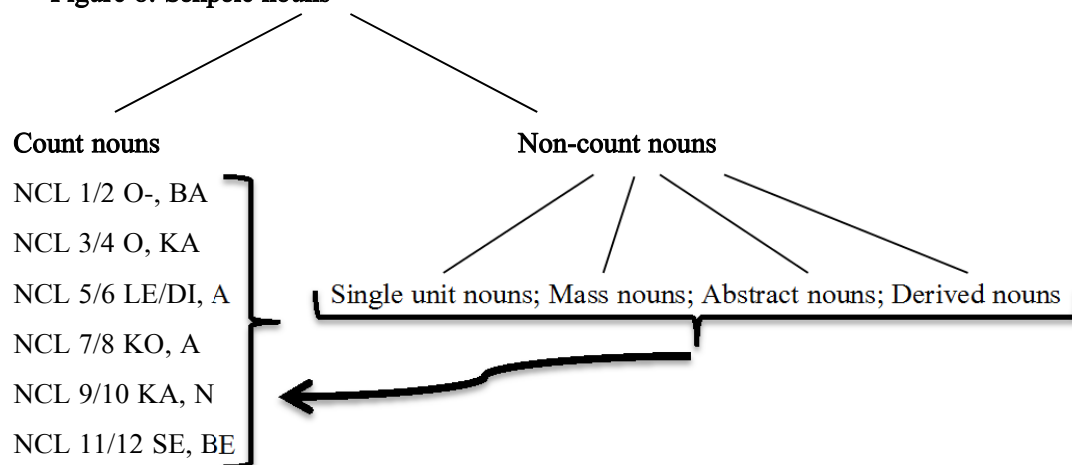 Count nouns
Non-count nouns
NCL 1/2 O-, BA
NCL 3/4 O, KA
NCL 5/6 LE/DI, A
Single unit nouns; Mass nouns; Abstract nouns; Derived nouns
NCL 7/8 KO, A
NCL 9/10 KA, N
NCL 11/12 SE, BE